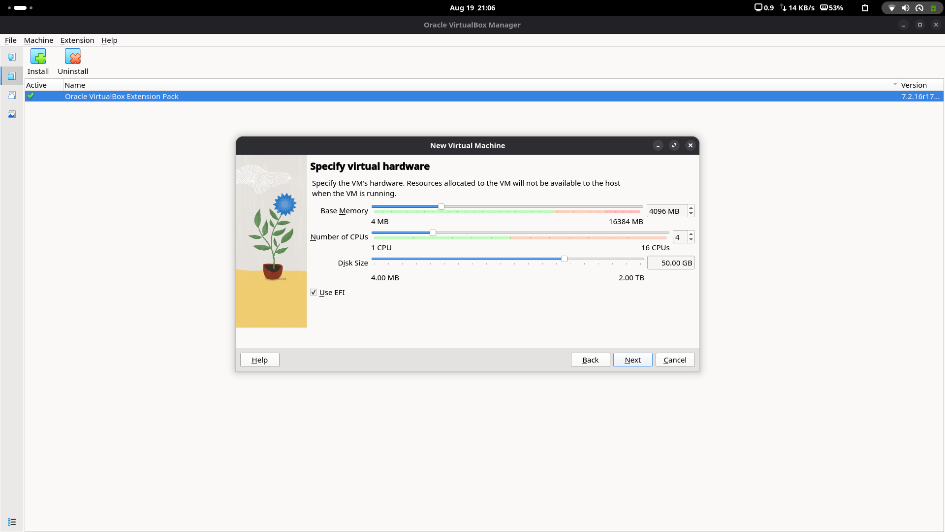 Aug 19 21:06
0.9 14 KB/s 53%
Oracle VirtualBox Manager
File Machine Extension Help
Install Uninstall
Active Name Version
Oracle VirtualBox Extension Pack 7.2.16r17...
New Virtual Machine
Specify virtual hardware
Specify the VM's hardware. Resources allocated to the VM will not be available to the host
when the VM is running.
Base Memory 4096 MB
4 MB 16384 MB
Number of CPUs 4
1 CPU 16 CPUs
Disk Size 50.00 GB
4.00 MB 2.00 TB
Use EFI
Help Back Next Cancel